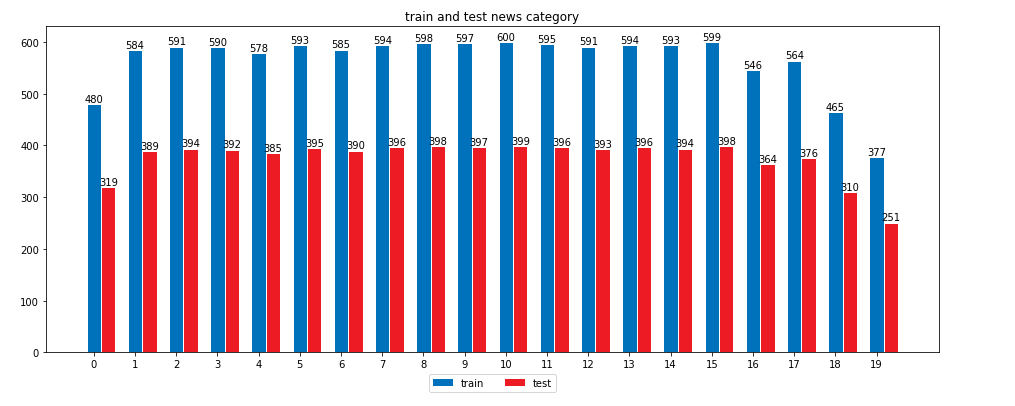 train and test news category
600
500
400
300
200
100
0
480 584 591 590 578 593 585 594 598 597 600 595 591 594 593 599 546 564 465 377
319 389 394 392 385 395 390 396 398 397 399 396 393 396 394 398 364 376 310 251
0 1 2 3 4 5 6 7 8 9 10 11 12 13 14 15 16 17 18 19
train test